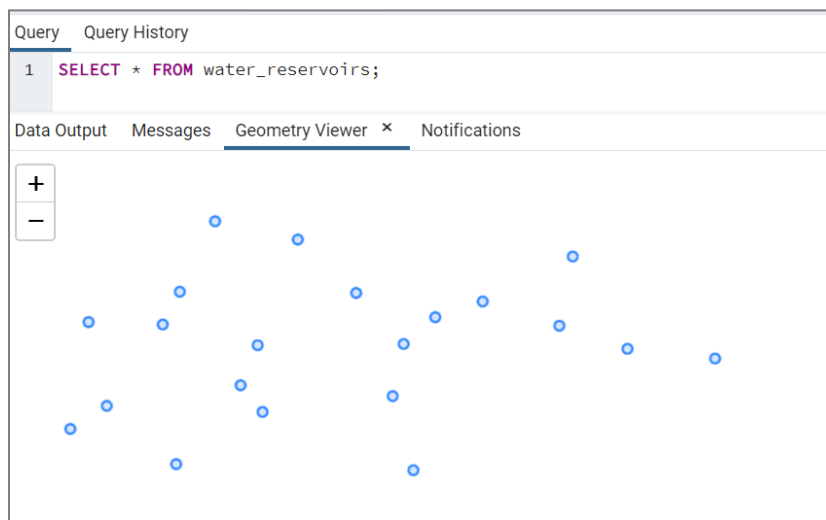 Query Query History
1 SELECT * FROM water_reservoirs;
Data Output Messages Geometry Viewer × Notifications
+
−